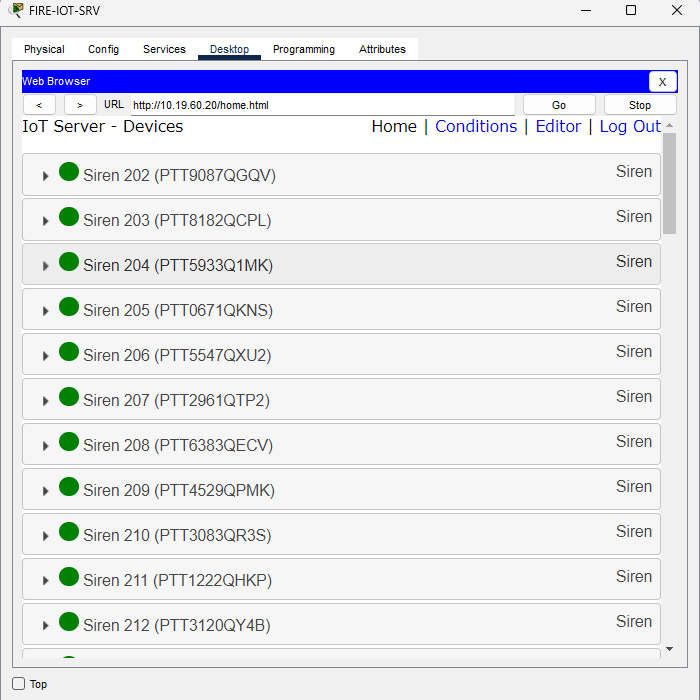 FIRE-IOT-SRV
Physical Config Services Desktop Programming Attributes
Web Browser X
< > URL http://10.19.60.20/home.html Go Stop
IoT Server - Devices Home | Conditions | Editor | Log Out
Siren 202 (PTT9087QGQV) Siren
Siren 203 (PTT8182QCPL) Siren
Siren 204 (PTT5933Q1MK) Siren
Siren 205 (PTT0671QKNS) Siren
Siren 206 (PTT5547QXU2) Siren
Siren 207 (PTT2961QTP2) Siren
Siren 208 (PTT6383QECV) Siren
Siren 209 (PTT4529QPMK) Siren
Siren 210 (PTT3083QR3S) Siren
Siren 211 (PTT1222QHKP) Siren
Siren 212 (PTT3120QY4B) Siren
Top